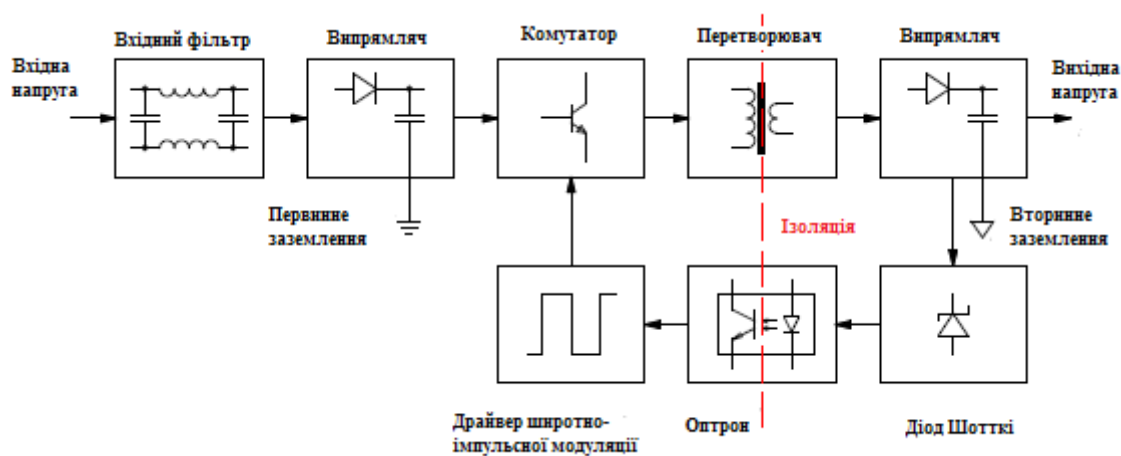 Вхідний фільтр
Випрямляч
Комутатор
Перетворювач
Випрямляч
Вхідна
напруга
Вихідна
напруга
Первинне
заземлення
Ізоляція
Вторинне
заземлення
Драйвер широтно-
імпульсної модуляції
Оптрон
Діод Шотткі